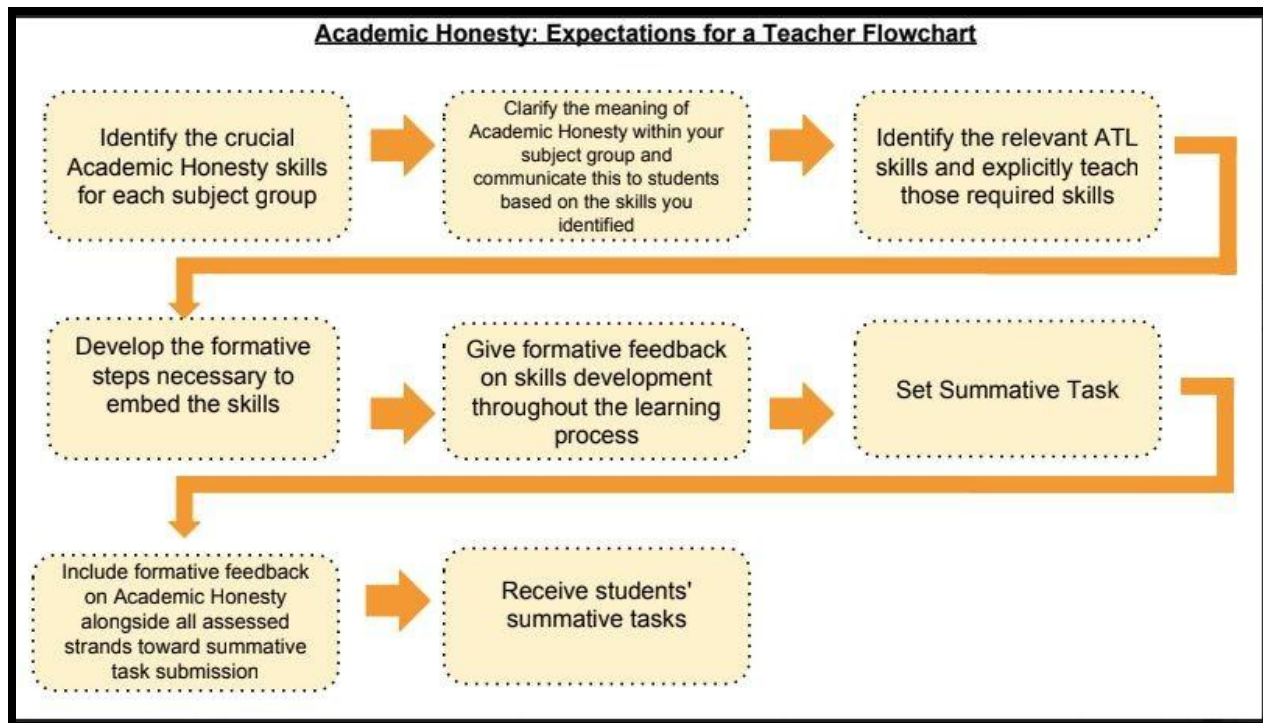 Academic Honesty: Expectations for a Teacher Flowchart
Identify the crucial
Academic Honesty skills
for each subject group
Clarify the meaning of
Academic Honesty within your
subject group and
communicate this to students
based on the skills you
identified
Identify the relevant ATL
skills and explicitly teach
those required skills
Develop the formative
steps necessary to
embed the skills
Give formative feedback
on skills development
throughout the learning
process
Set Summative Task
Include formative feedback
on Academic Honesty
alongside all assessed
strands toward summative
task submission
Receive students'
summative tasks